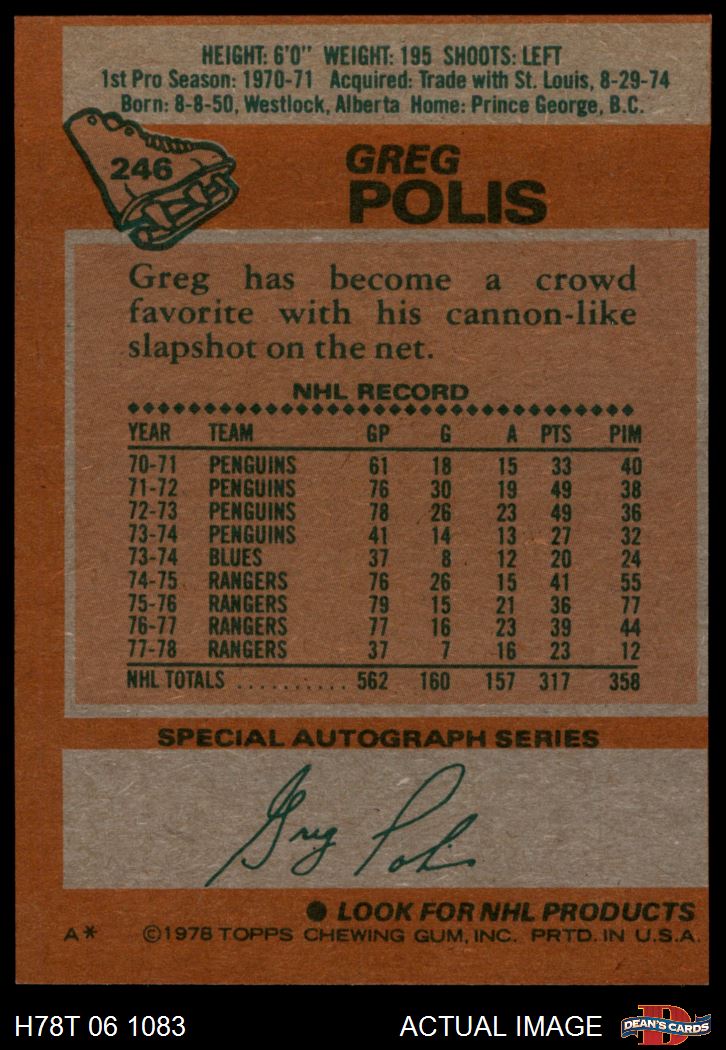 HEIGHT: 6'0" WEIGHT: 195 SHOOTS: LEFT
1st Pro Season: 1970-71 Acquired: Trade with St. Louis, 8-29-74
Born: 8-8-50, Westlock, Alberta Home: Prince George, B.C.
246
GREG
POLIS
Greg has become a crowd
favorite with his cannon-like
slapshot on the net.
NHL RECORD
YEAR TEAM GP G A PTS PIM
70-71 PENGUINS 61 18 15 33 40
71-72 PENGUINS 76 30 19 49 38
72-73 PENGUINS 78 26 23 49 36
73-74 PENGUINS 41 14 13 27 32
73-74 BLUES 37 8 12 20 24
74-75 RANGERS 76 26 15 41 55
75-76 RANGERS 79 15 21 36 77
76-77 RANGERS 77 16 23 39 44
77-78 RANGERS 37 7 16 23 12
NHL TOTALS .......... 562 160 157 317 358
SPECIAL AUTOGRAPH SERIES
Greg Polis
● LOOK FOR NHL PRODUCTS
A* ©1978 TOPPS CHEWING GUM, INC. PRTD. IN U.S.A.
H78T 06 1083 ACTUAL IMAGE
D
DEAN'S CARDS